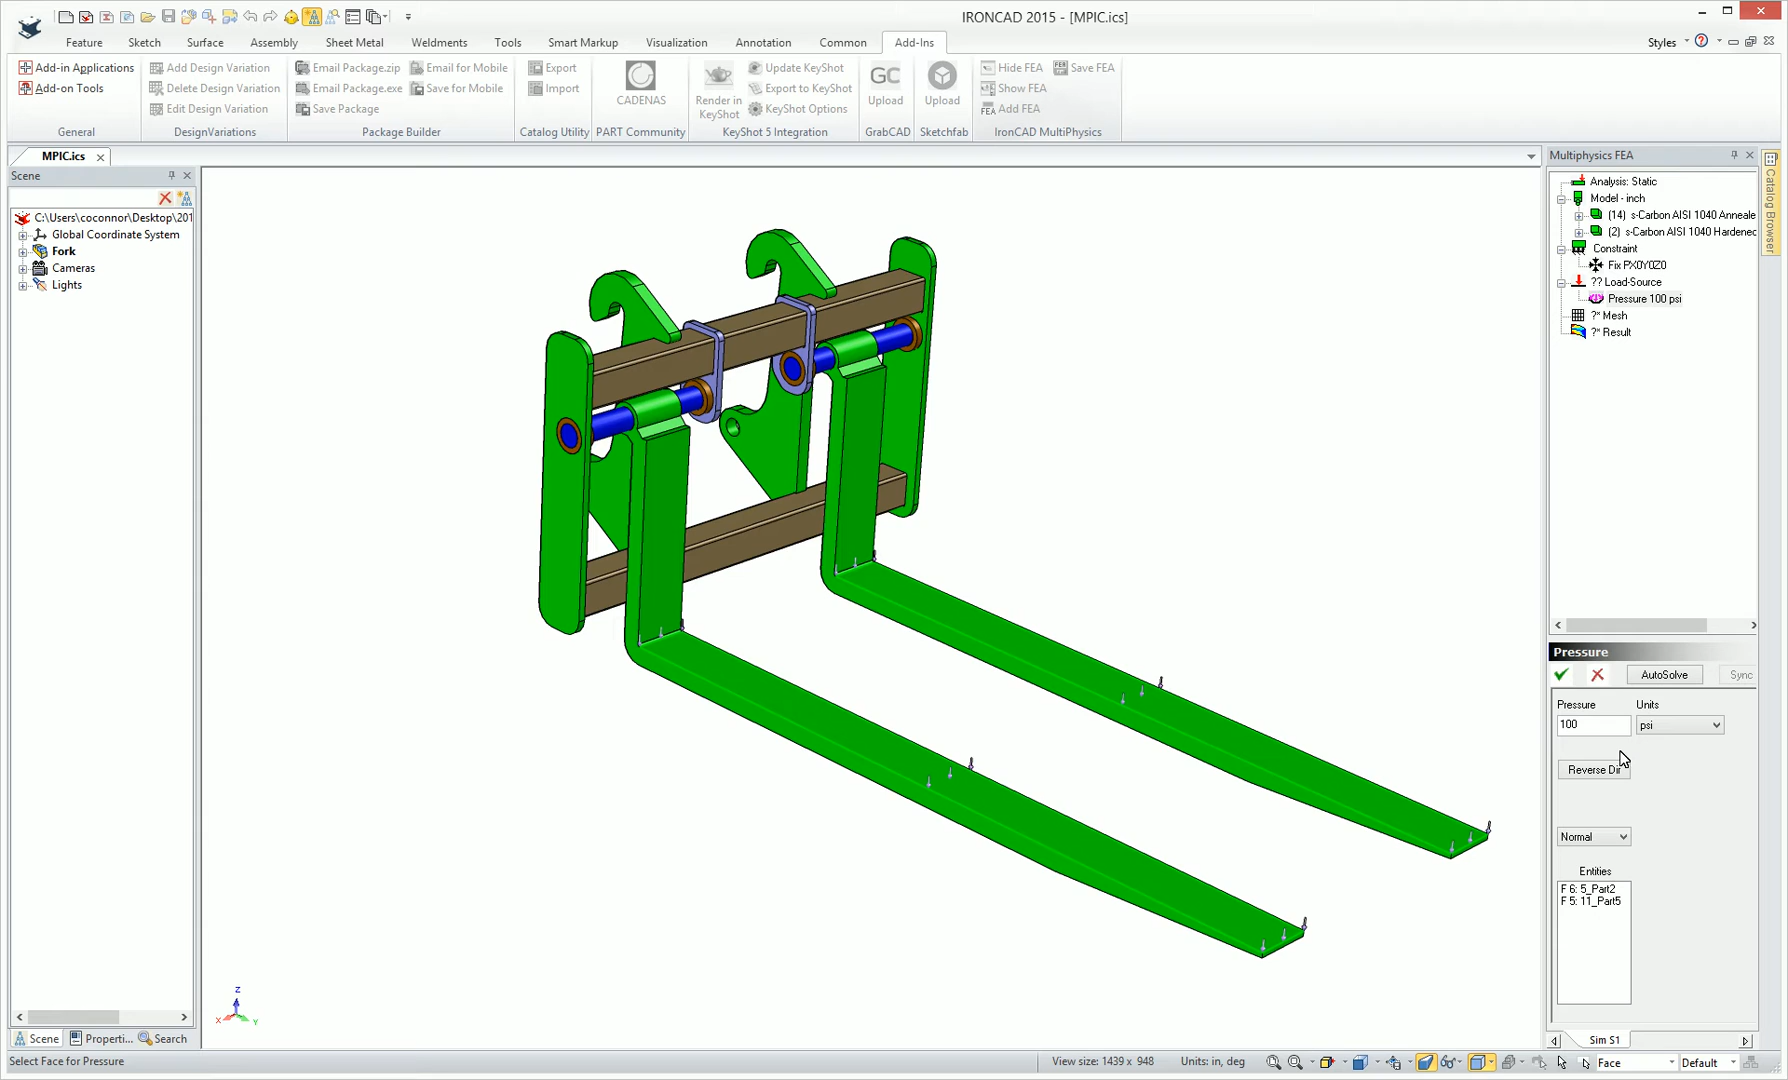 IRONCAD 2015 - [MPIC.ics]
Feature Sketch Surface Assembly Sheet Metal Weldments Tools Smart Markup Visualization Annotation Common Add-Ins Styles
Add-in Applications
Add-on Tools
General
Add Design Variation
Delete Design Variation
Edit Design Variation
DesignVariations
Email Package.zip
Email Package.exe
Save Package
Email for Mobile
Save for Mobile
Package Builder
Export
Import
Catalog Utility
CADENAS
PART Community
Render in
KeyShot
Update KeyShot
Export to KeyShot
KeyShot Options
KeyShot 5 Integration
GC
Upload
GrabCAD
Upload
Sketchfab
Hide FEA
Show FEA
FEA Add FEA
Save FEA
IronCAD MultiPhysics
MPIC.ics
Scene
C:\Users\coconnor\Desktop\201
Global Coordinate System
Fork
Cameras
Lights
Z
X
Y
Scene Properti... Search
Multiphysics FEA
Analysis: Static
Model - inch
(14) s-Carbon AISI 1040 Anneale
(2) s-Carbon AISI 1040 Hardened
Constraint
Fix PX0Y0Z0
?? Load-Source
Pressure 100 psi
?* Mesh
?* Result
Catalog Browser
Pressure
AutoSolve Sync
Pressure Units
100 psi
Reverse Dir
Normal
Entities
F 6: 5_Part2
F 5: 11_Part5
Sim S1
Select Face for Pressure
View size: 1439 x 948 Units: in, deg Face Default